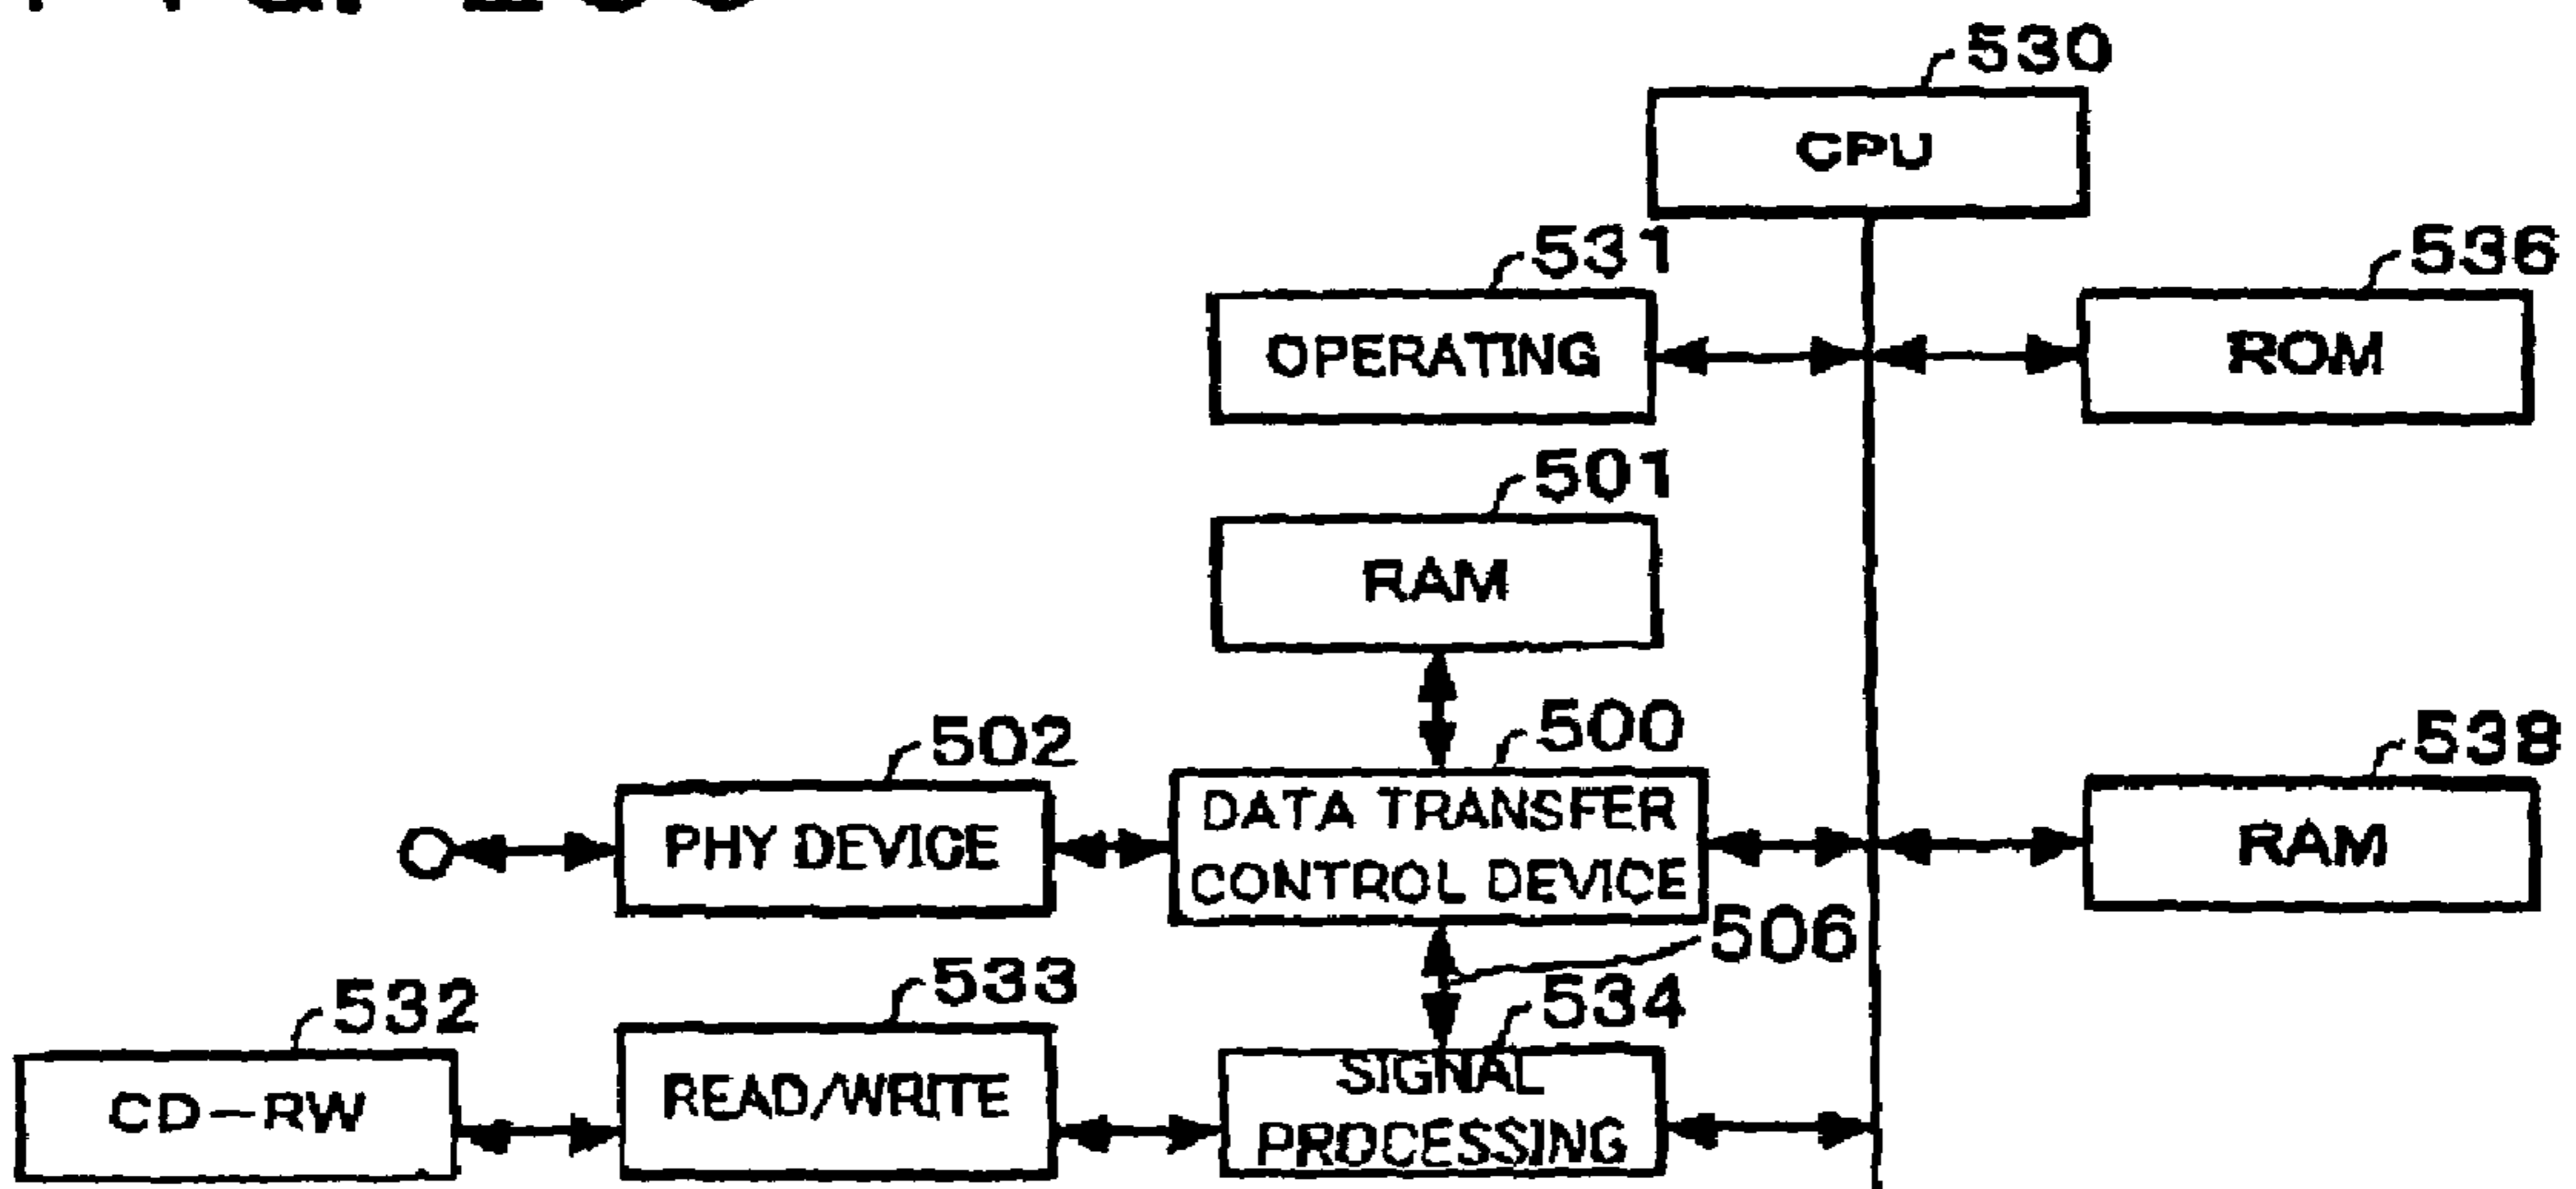 530
CPU
531
536
OPERATING
ROM
501
RAM
502
500
538
PHY DEVICE
DATA TRANSFER
CONTROL DEVICE
RAM
506
532
533
534
CD-RW
READ/WRITE
SIGNAL
PROCESSING